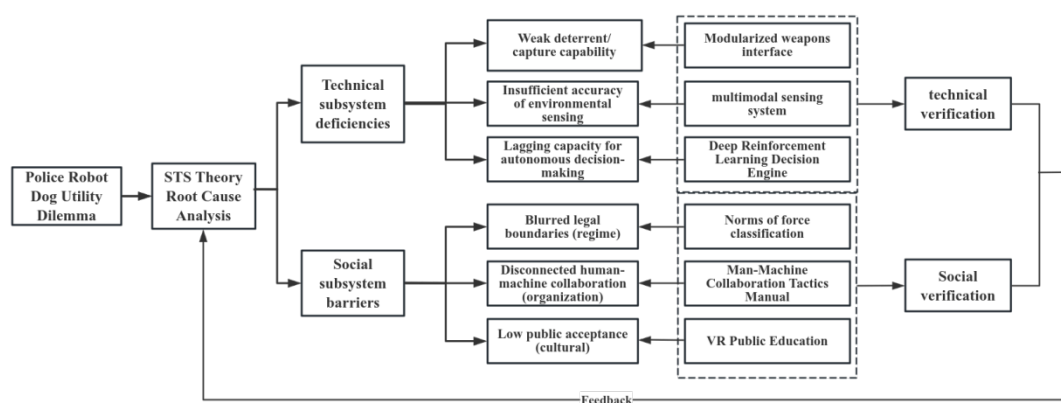 Police Robot
Dog Utility
Dilemma
STS Theory
Root Cause
Analysis
Technical
subsystem
deficiencies
Social
subsystem
barriers
Weak deterrent/
capture capability
Insufficient accuracy
of environmental
sensing
Lagging capacity for
autonomous decision-
making
Blurred legal
boundaries (regime)
Disconnected human-
machine collaboration
(organization)
Low public acceptance
(cultural)
Modularized weapons
interface
multimodal sensing
system
Deep Reinforcement
Learning Decision
Engine
Norms of force
classification
Man-Machine
Collaboration Tactics
Manual
VR Public Education
technical
verification
Social
verification
Feedback